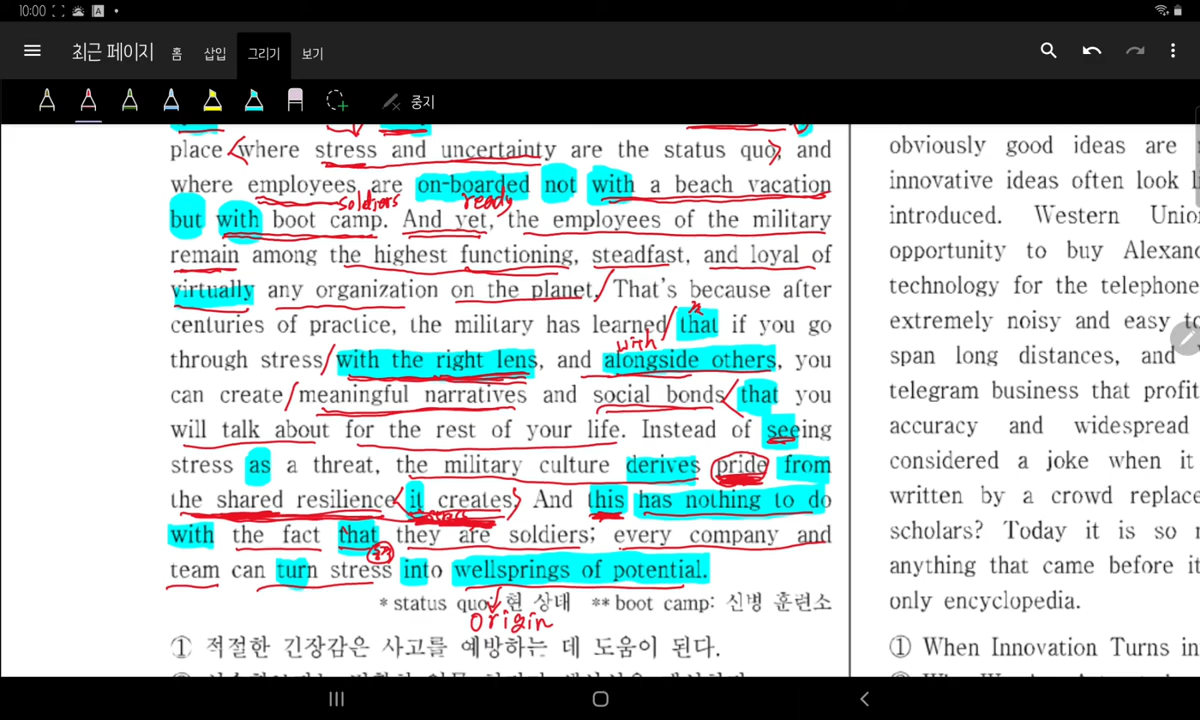 10:00
최근 페이지 홈 삽입 그리기 보기
중지
place where stress and uncertainty are the status quo, and
where employees are on-boarded not with a beach vacation
soldiers ready
but with boot camp. And yet, the employees of the military
remain among the highest functioning, steadfast, and loyal of
virtually any organization on the planet. That's because after
centuries of practice, the military has learned that if you go
with
through stress with the right lens, and alongside others, you
can create meaningful narratives and social bonds that you
will talk about for the rest of your life. Instead of seeing
stress as a threat, the military culture derives pride from
the shared resilience it creates. And this has nothing to do
stress
with the fact that they are soldiers; every company and
team can turn stress into wellsprings of potential.
* status quo: 현 상태 ** boot camp: 신병 훈련소
origin
① 적절한 긴장감은 사고를 예방하는 데 도움이 된다.
obviously good ideas are
innovative ideas often look
introduced. Western
opportunity to buy
technology for the telephone
extremely noisy and easy to
span long distances, and
telegram business that
accuracy and widespread
considered a joke when it
written by a crowd
scholars? Today it is so
anything that came before
only encyclopedia.
① When Innovation Turns